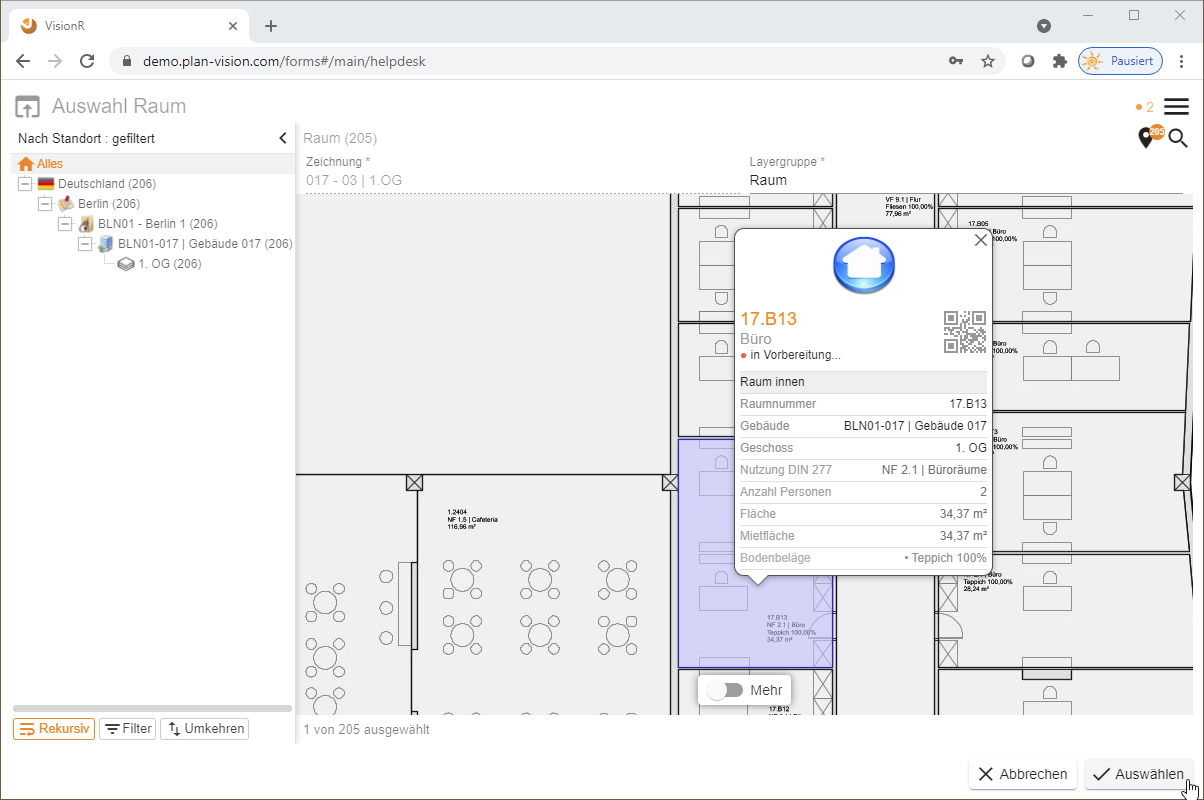 VisionR
demo.plan-vision.com/forms#/main/helpdesk
Pausiert
Auswahl Raum
2
Nach Standort : gefiltert
Raum (205)
205
Alles
Zeichnung *
Layergruppe *
017 - 03 | 1.OG
Raum
Deutschland (206)
Berlin (206)
BLN01 - Berlin 1 (206)
BLN01-017 | Gebäude 017 (206)
1. OG (206)
VF 9.1 | Flur
Fliesen 100,00%
77,96 m²
17.B05
Büro
100,00%
17.B13
Büro
in Vorbereitung...
Raum innen
Raumnummer 17.B13
Gebäude BLN01-017 | Gebäude 017
Geschoss 1. OG
Nutzung DIN 277 NF 2.1 | Büroräume
Anzahl Personen 2
Fläche 34,37 m²
Mietfläche 34,37 m²
Bodenbeläge • Teppich 100%
Büro
100,00%
Büro
100,00%
1.2404
NF 1.5 | Cafeteria
116,96 m²
Büro
Teppich 100,00%
28,24 m²
17.B13
NF 2.1 | Büro
Teppich 100,00%
34,37 m²
Mehr
17.B12
Rekursiv
Filter
Umkehren
1 von 205 ausgewählt
Abbrechen
Auswählen